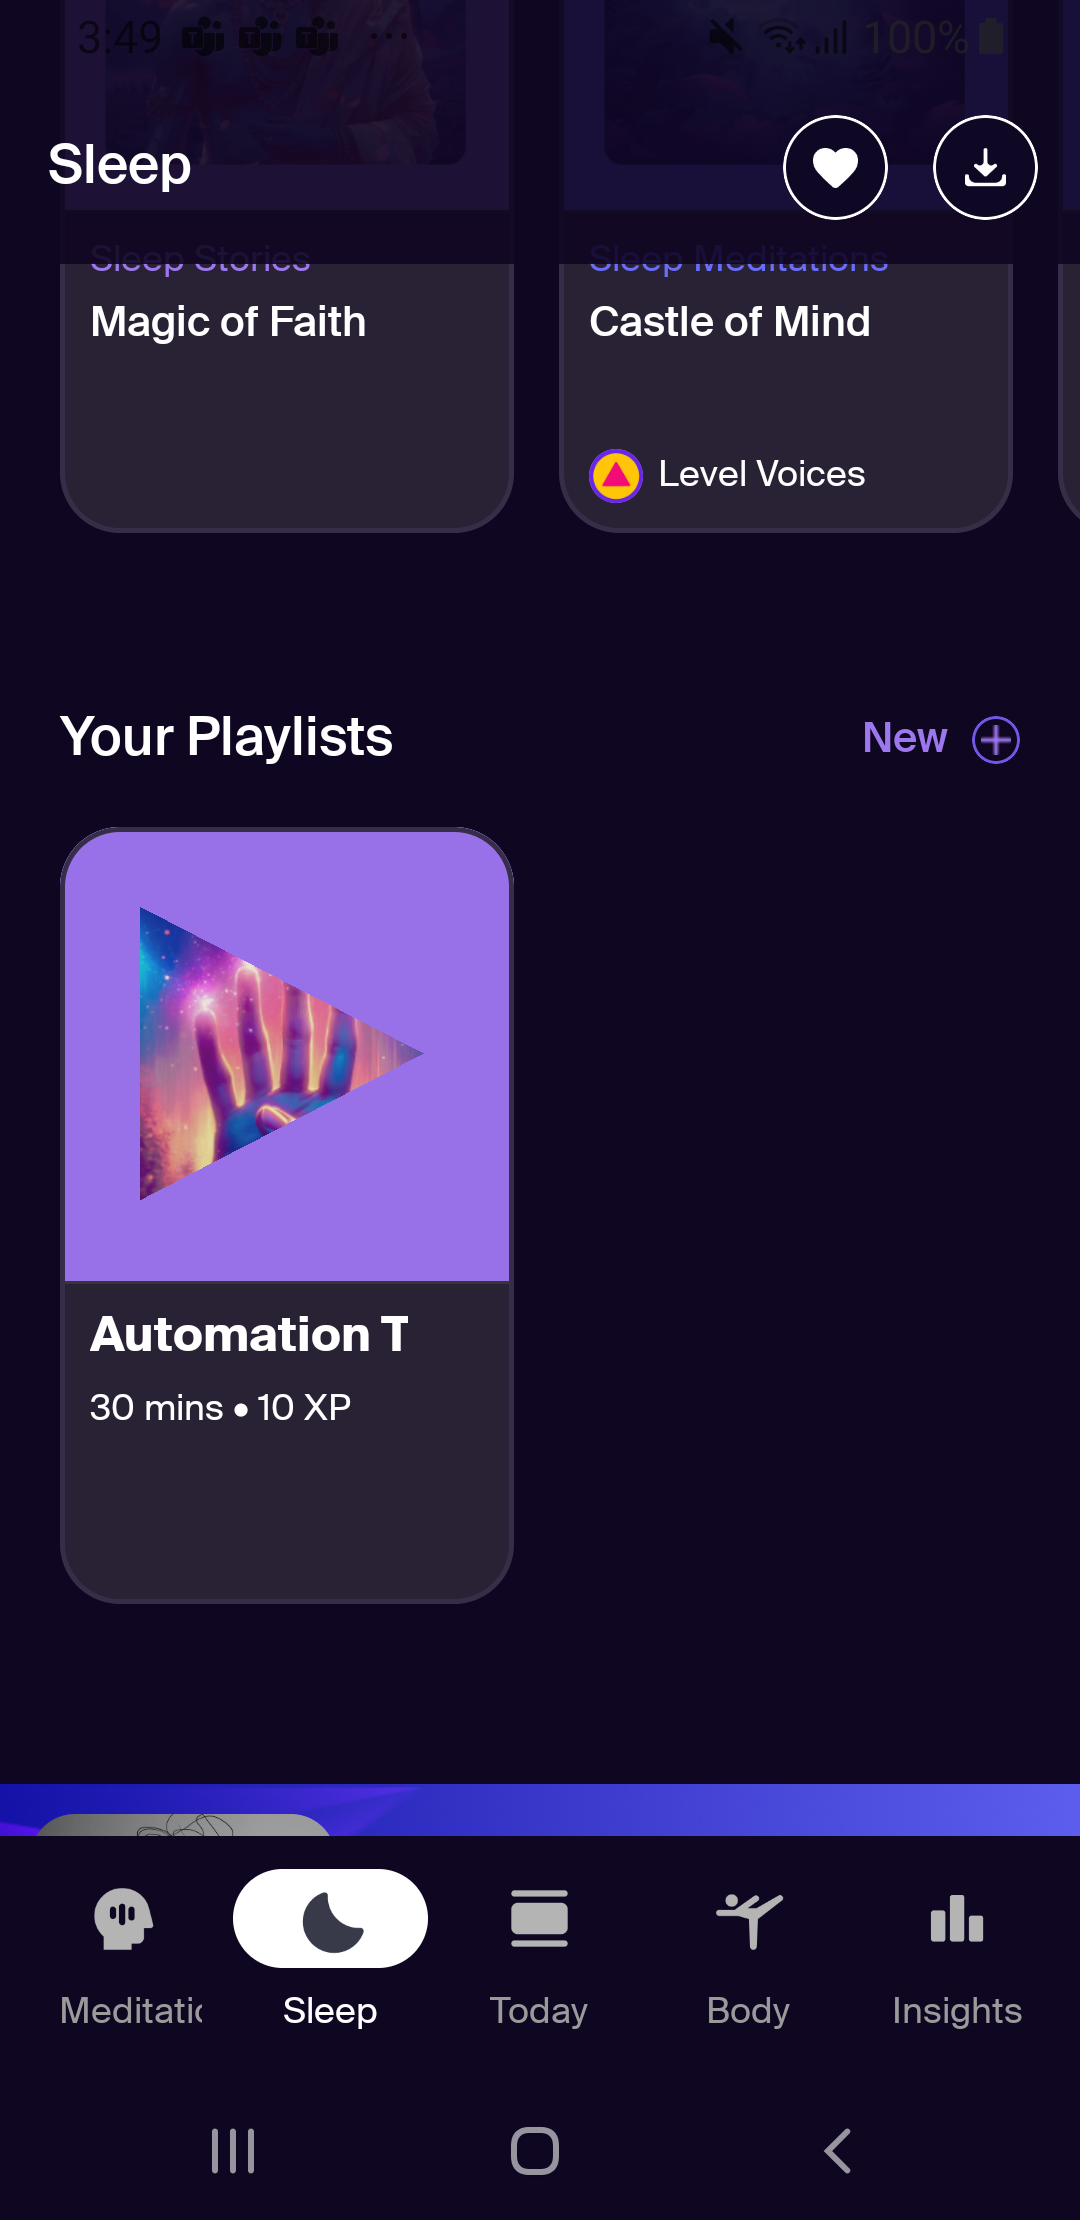 3:49
100%
Sleep
Sleep Stories
Sleep Meditations
Magic of Faith
Castle of Mind
Level Voices
Your Playlists
New
Automation T
30 mins • 10 XP
Meditatic
Sleep
Today
Body
Insights